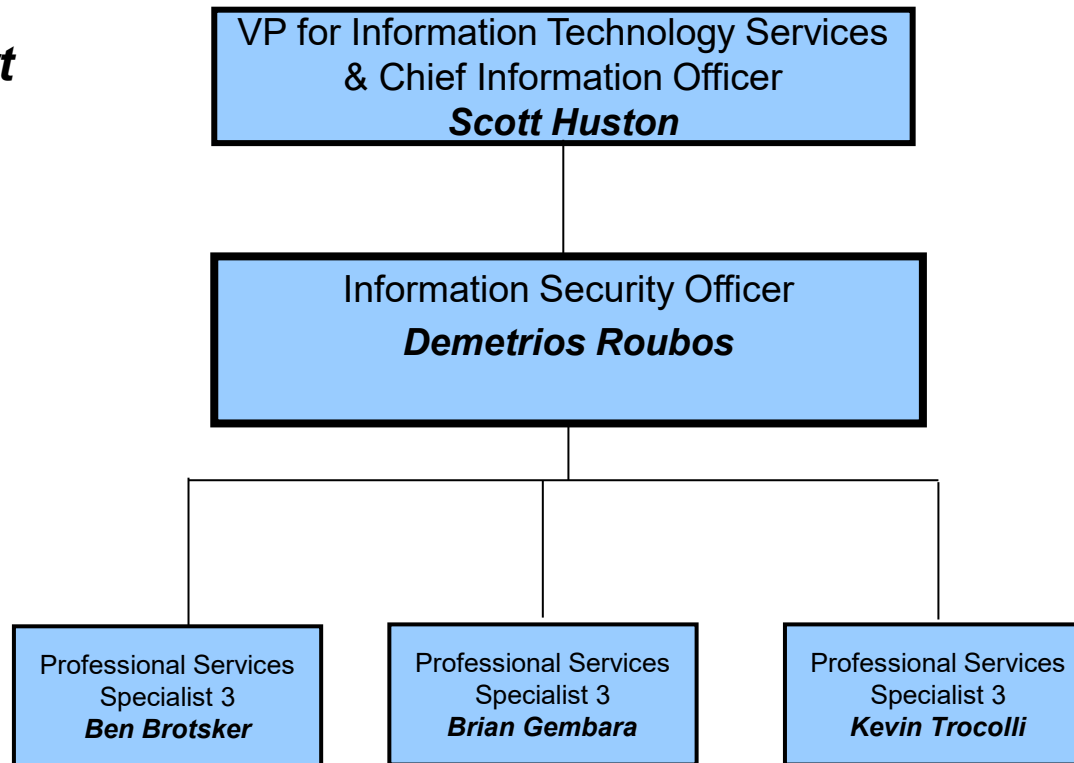 VP for Information Technology Services
& Chief Information Officer
Scott Huston
Information Security Officer
Demetrios Roubos
Professional Services
Specialist 3
Ben Brotsker
Professional Services
Specialist 3
Brian Gembara
Professional Services
Specialist 3
Kevin Trocolli